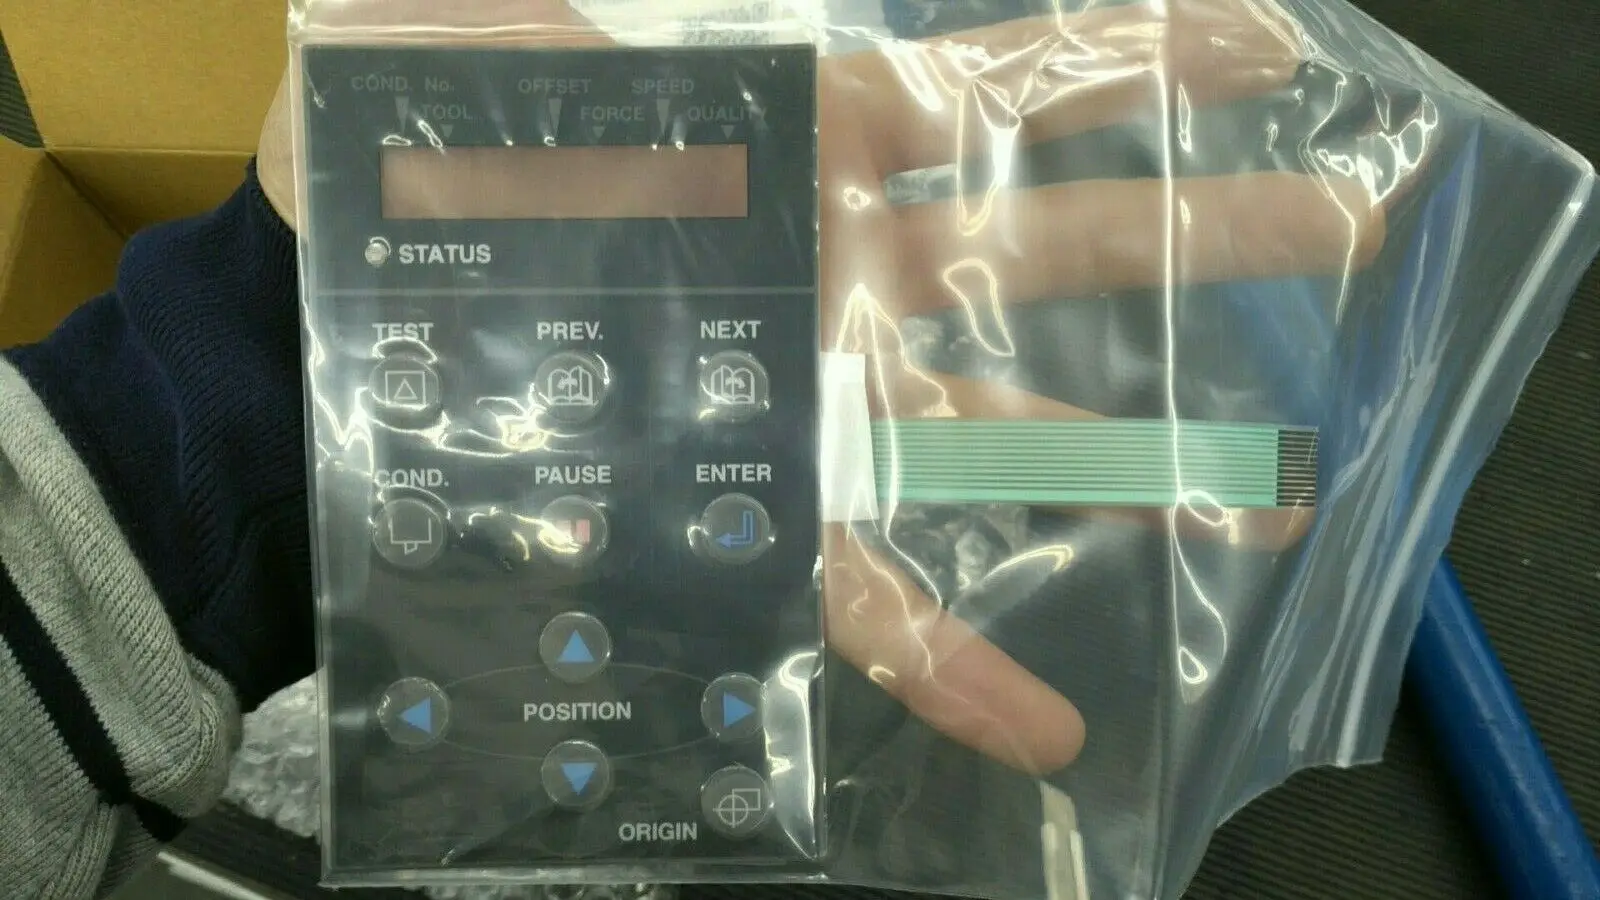 COND. No. OFFSET SPEED
TOOL FORCE QUALITY
STATUS
TEST PREV. NEXT
COND. PAUSE ENTER
POSITION
ORIGIN